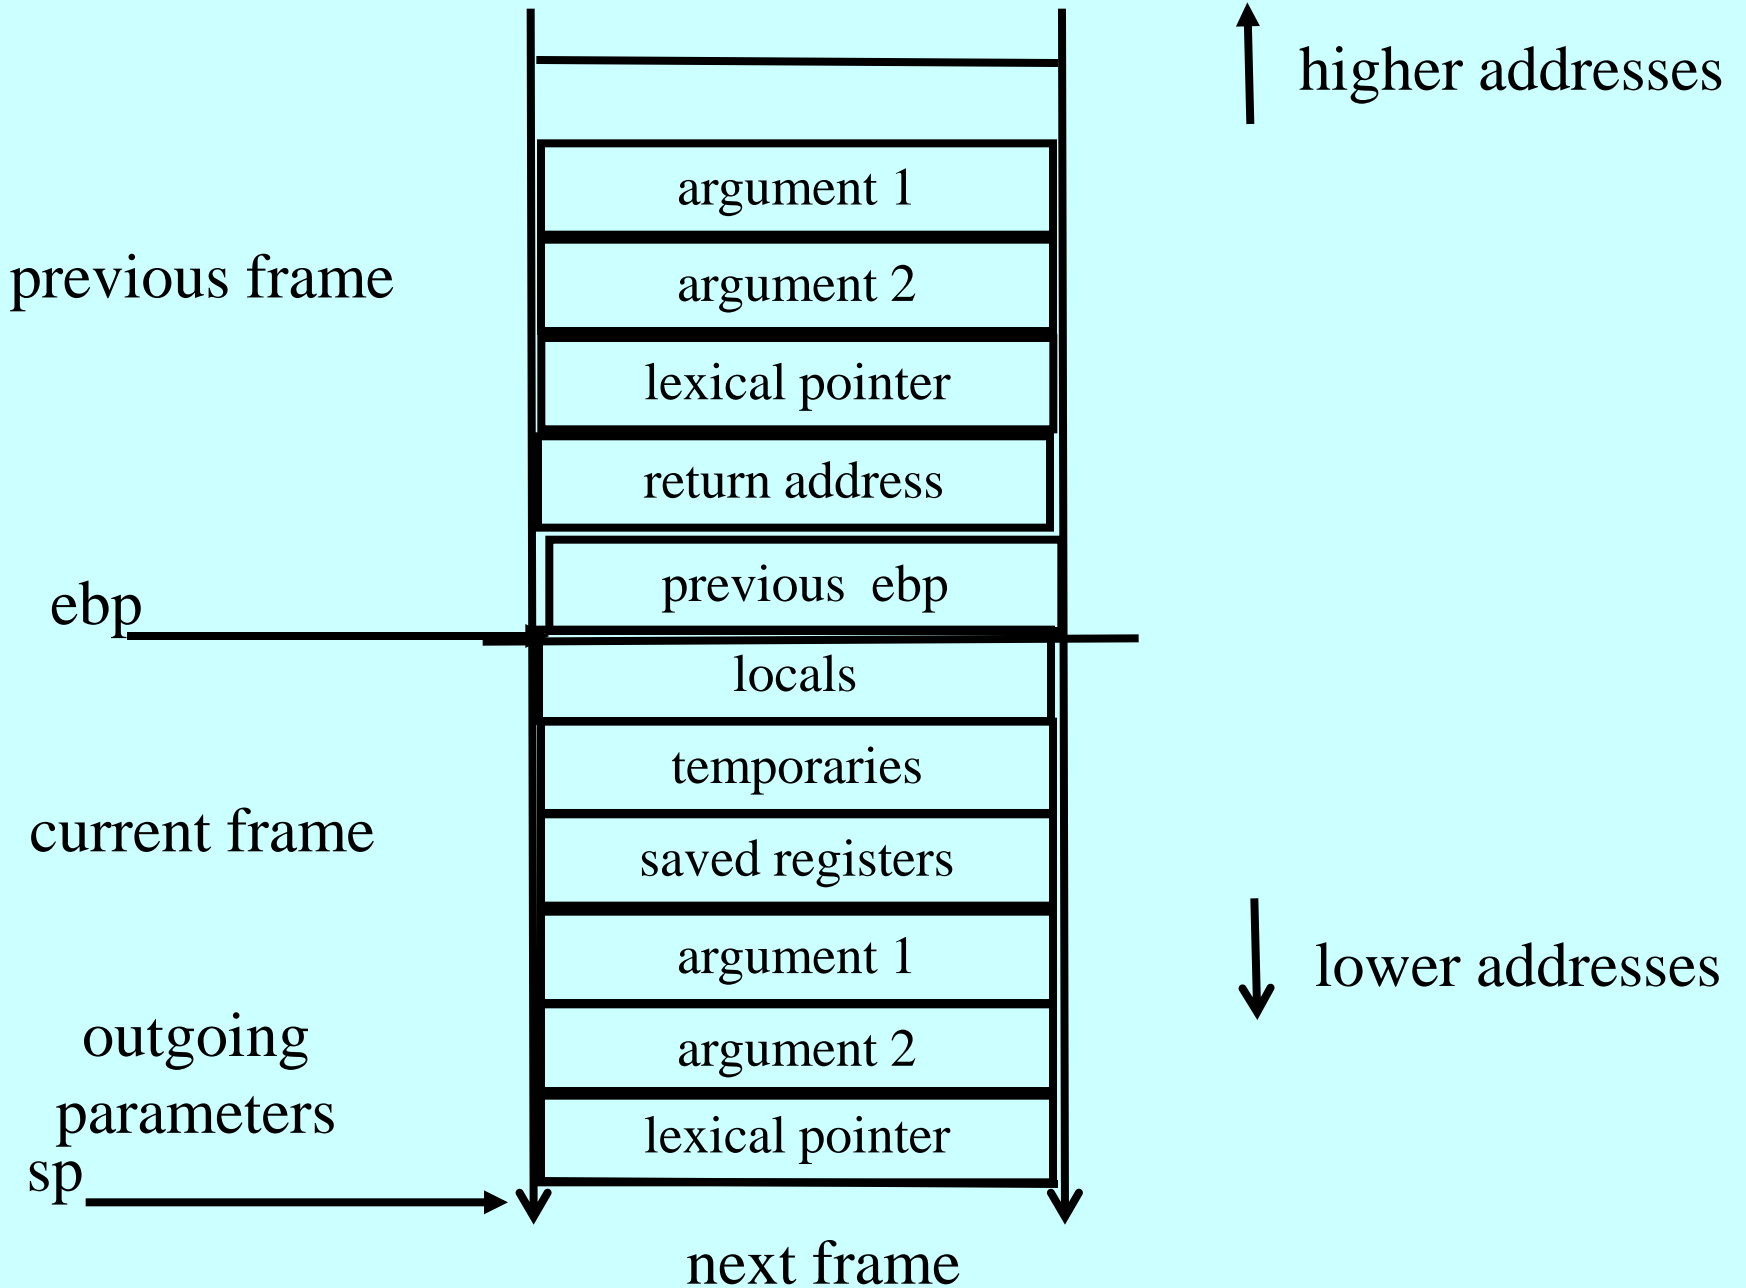 higher addresses
argument 1
previous frame
argument 2
lexical pointer
return address
previous ebp
ebp
locals
temporaries
current frame
saved registers
argument 1
lower addresses
outgoing
parameters
argument 2
lexical pointer
sp
next frame